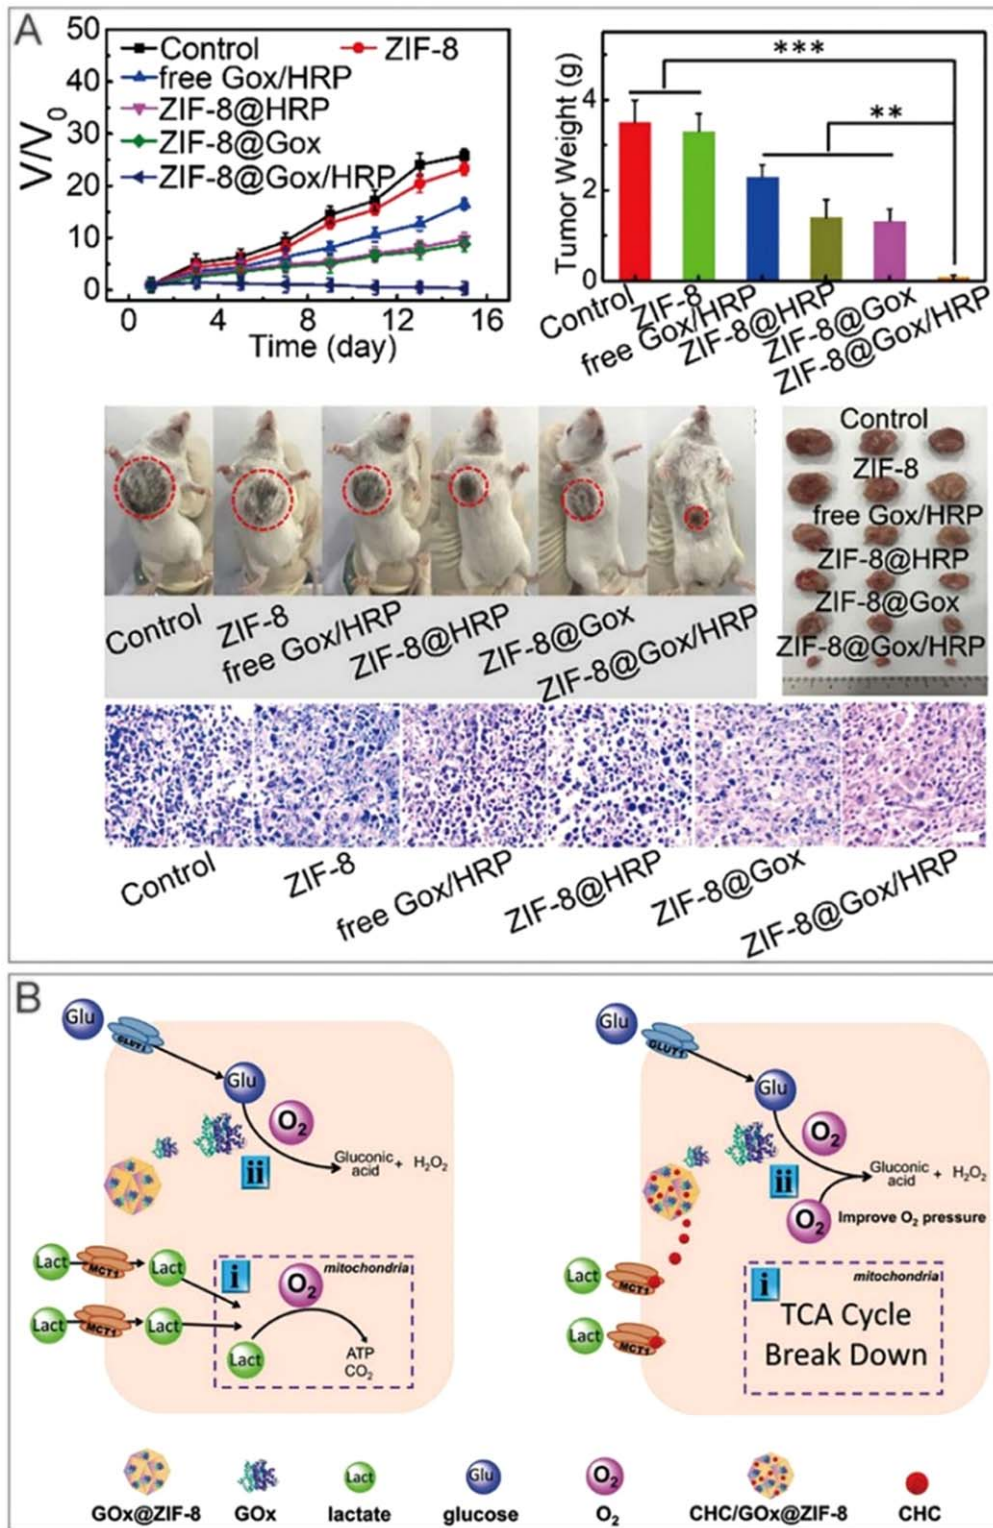 A
50
40
30
20
10
0
V/V0
Control
ZIF-8
free Gox/HRP
ZIF-8@HRP
ZIF-8@Gox
ZIF-8@Gox/HRP
0 4 8 12 16
Time (day)
Tumor Weight (g)
4
2
0
***
**
Control
ZIF-8
free Gox/HRP
ZIF-8@HRP
ZIF-8@Gox
ZIF-8@Gox/HRP
Control
ZIF-8
free Gox/HRP
ZIF-8@HRP
ZIF-8@Gox
ZIF-8@Gox/HRP
Control
ZIF-8
free Gox/HRP
ZIF-8@HRP
ZIF-8@Gox
ZIF-8@Gox/HRP
Control
ZIF-8
free Gox/HRP
ZIF-8@HRP
ZIF-8@Gox
ZIF-8@Gox/HRP
B
Glu
GLUT1
Glu
O2
ii
Gluconic acid + H2O2
Lact MCT1 Lact
Lact MCT1 Lact
i
O2
mitochondria
Lact
ATP
CO2
Glu
GLUT1
Glu
O2
ii
Gluconic acid + H2O2
O2
Improve O2 pressure
Lact MCT1
Lact MCT1
i
mitochondria
TCA Cycle
Break Down
Lact Glu O2
GOx@ZIF-8 GOx lactate glucose O2 CHC/GOx@ZIF-8 CHC